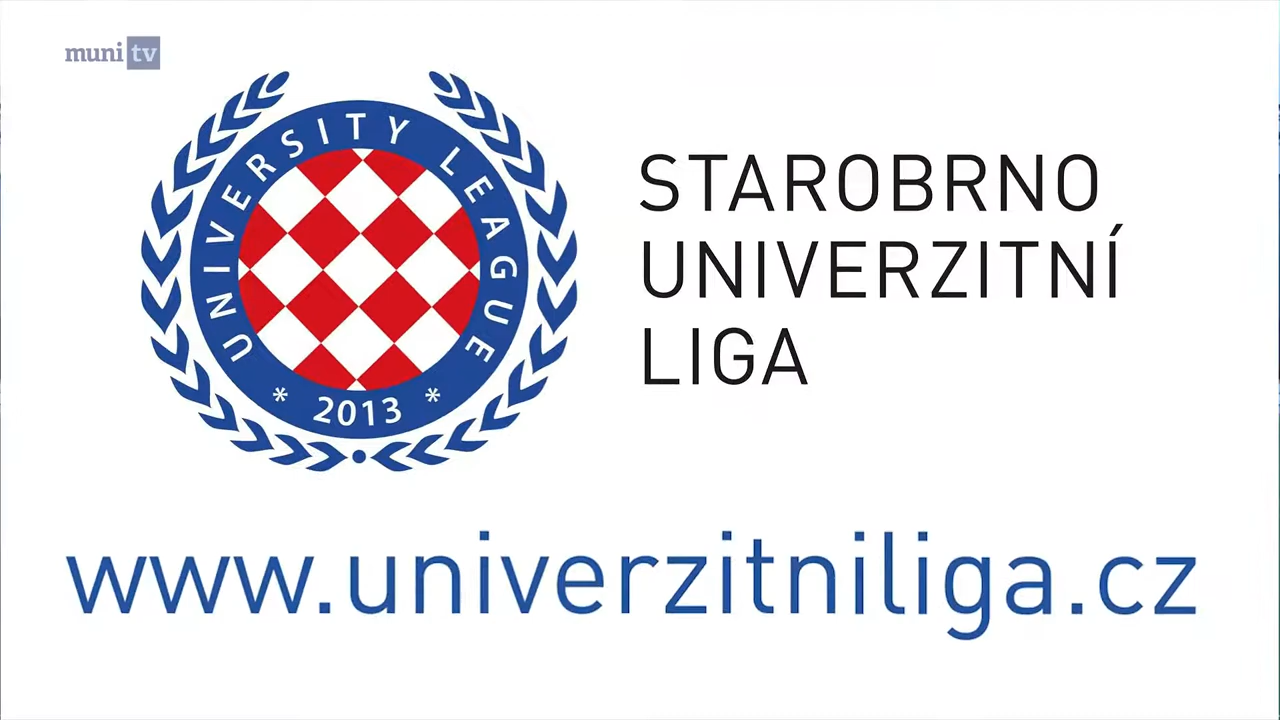 muni tv
UNIVERSITY LEAGUE
* 2013 *
STAROBRNO
UNIVERZITNÍ
LIGA
www.univerzitniliga.cz